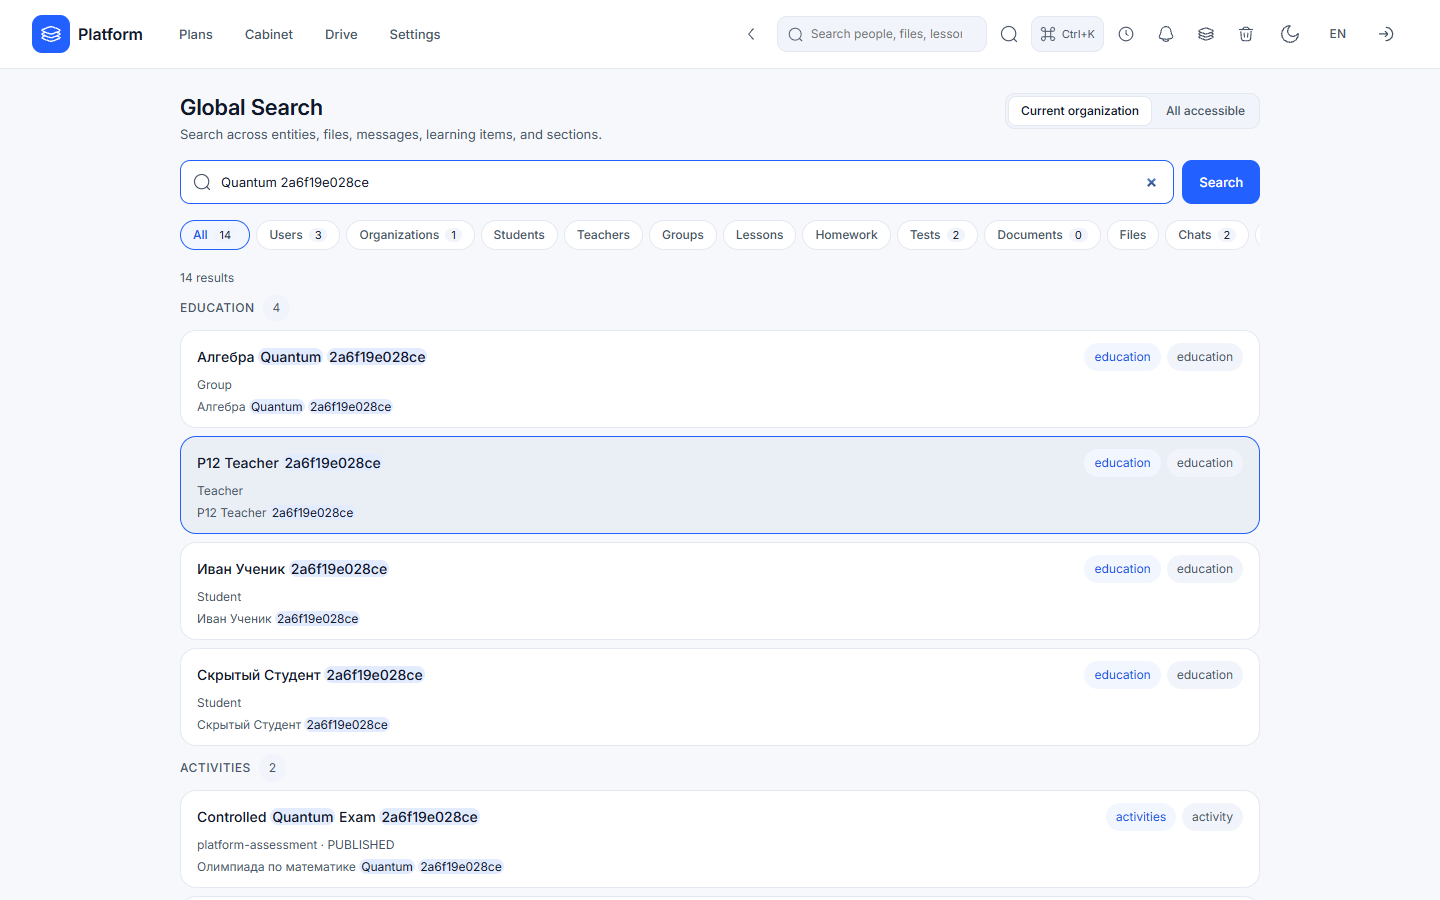 Platform Plans Cabinet Drive Settings Search people, files, lesso Ctrl+K EN
Global Search
Current organization All accessible
Search across entities, files, messages, learning items, and sections.
Quantum 2a6f19e028ce × Search
All 14 Users 3 Organizations 1 Students Teachers Groups Lessons Homework Tests 2 Documents 0 Files Chats 2
14 results
EDUCATION 4
Алгебра Quantum 2a6f19e028ce education education
Group
Алгебра Quantum 2a6f19e028ce
P12 Teacher 2a6f19e028ce education education
Teacher
P12 Teacher 2a6f19e028ce
Иван Ученик 2a6f19e028ce education education
Student
Иван Ученик 2a6f19e028ce
Скрытый Студент 2a6f19e028ce education education
Student
Скрытый Студент 2a6f19e028ce
ACTIVITIES 2
Controlled Quantum Exam 2a6f19e028ce activities activity
platform-assessment · PUBLISHED
Олимпиада по математике Quantum 2a6f19e028ce